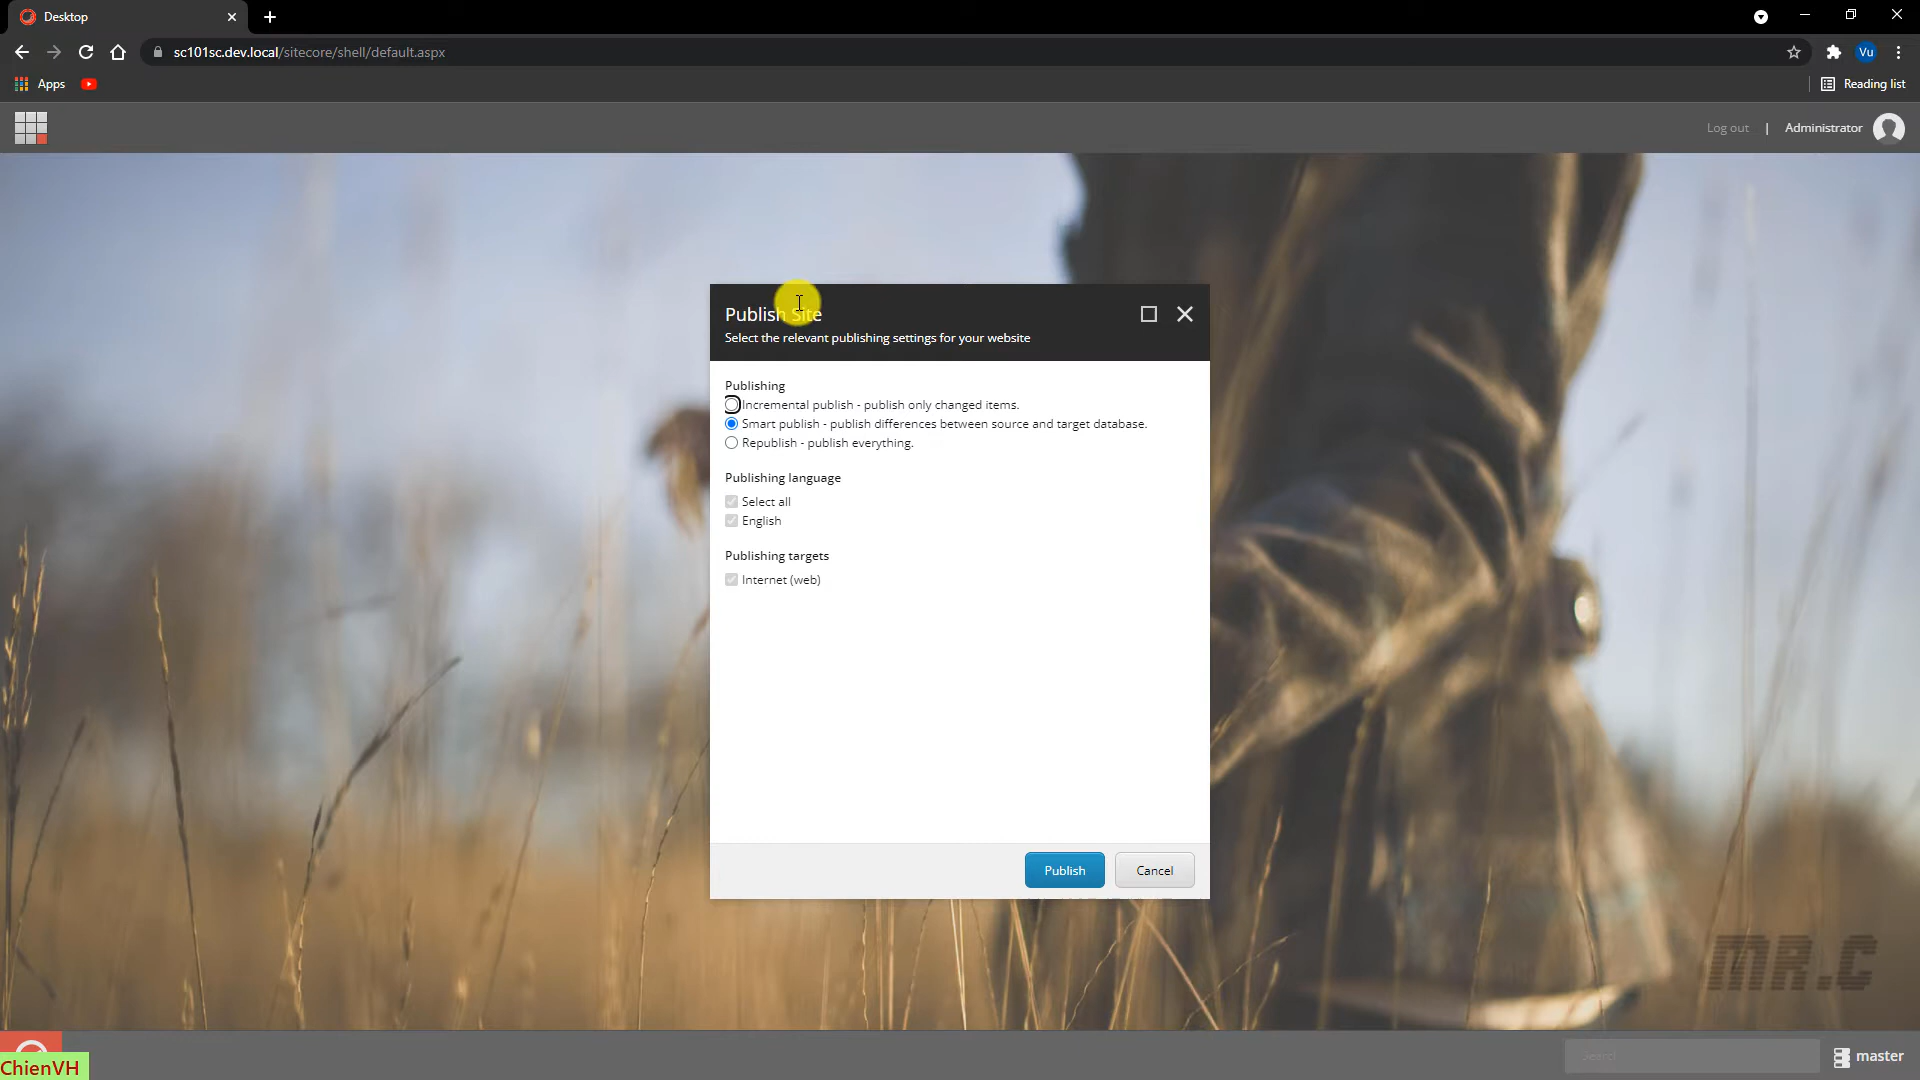 Desktop
sc101sc.dev.local/sitecore/shell/default.aspx
Vu
Apps
Reading list
Log out | Administrator
Publish Site
Select the relevant publishing settings for your website
Publishing
Incremental publish - publish only changed items.
Smart publish - publish differences between source and target database.
Republish - publish everything.
Publishing language
Select all
English
Publishing targets
Internet (web)
Publish
Cancel
MR.C
Search
master
ChienVH